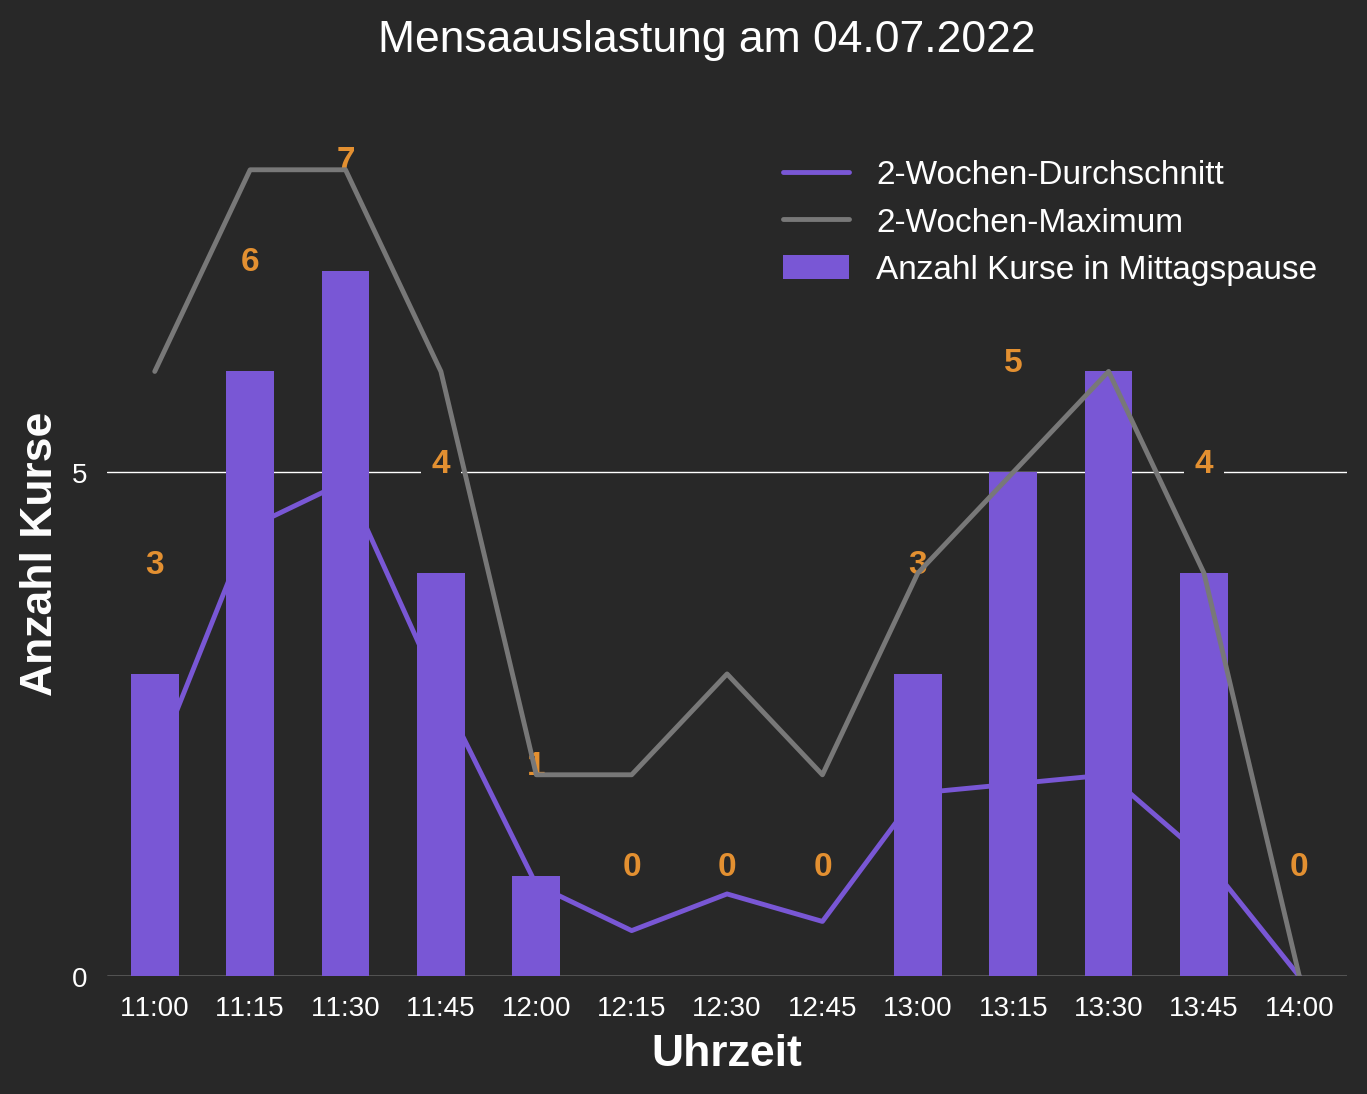 Mensaauslastung am 04.07.2022
7
2-Wochen-Durchschnitt
2-Wochen-Maximum
6
Anzahl Kurse in Mittagspause
5
Anzahl Kurse
5
4
4
3
3
1
0
0
0
0
0
11:00 11:15 11:30 11:45 12:00 12:15 12:30 12:45 13:00 13:15 13:30 13:45 14:00
Uhrzeit